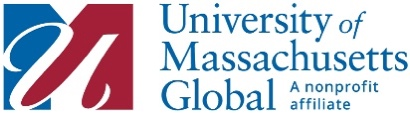 University of
Massachusetts
Global A nonprofit
affiliate